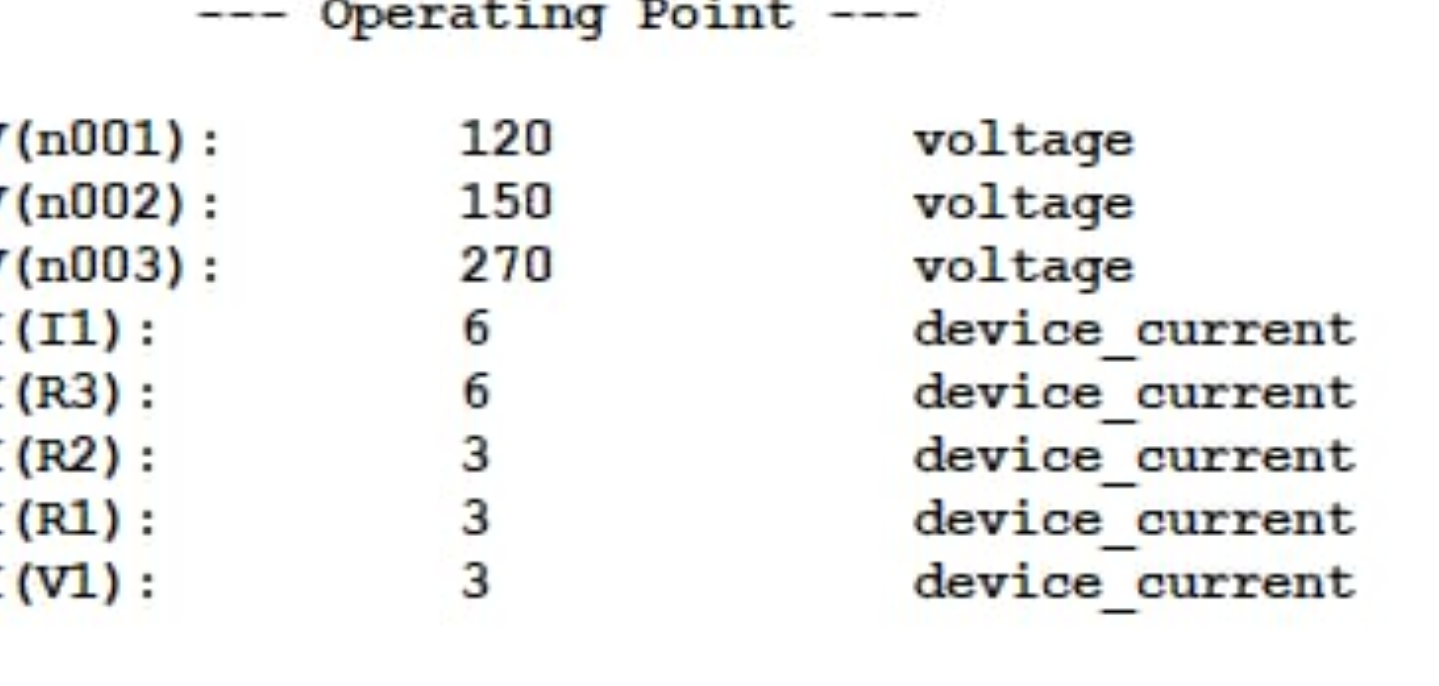 --- Operating Point ---
V(n001): 120 voltage
V(n002): 150 voltage
V(n003): 270 voltage
I(I1): 6 device_current
I(R3): 6 device_current
I(R2): 3 device_current
I(R1): 3 device_current
I(V1): 3 device_current